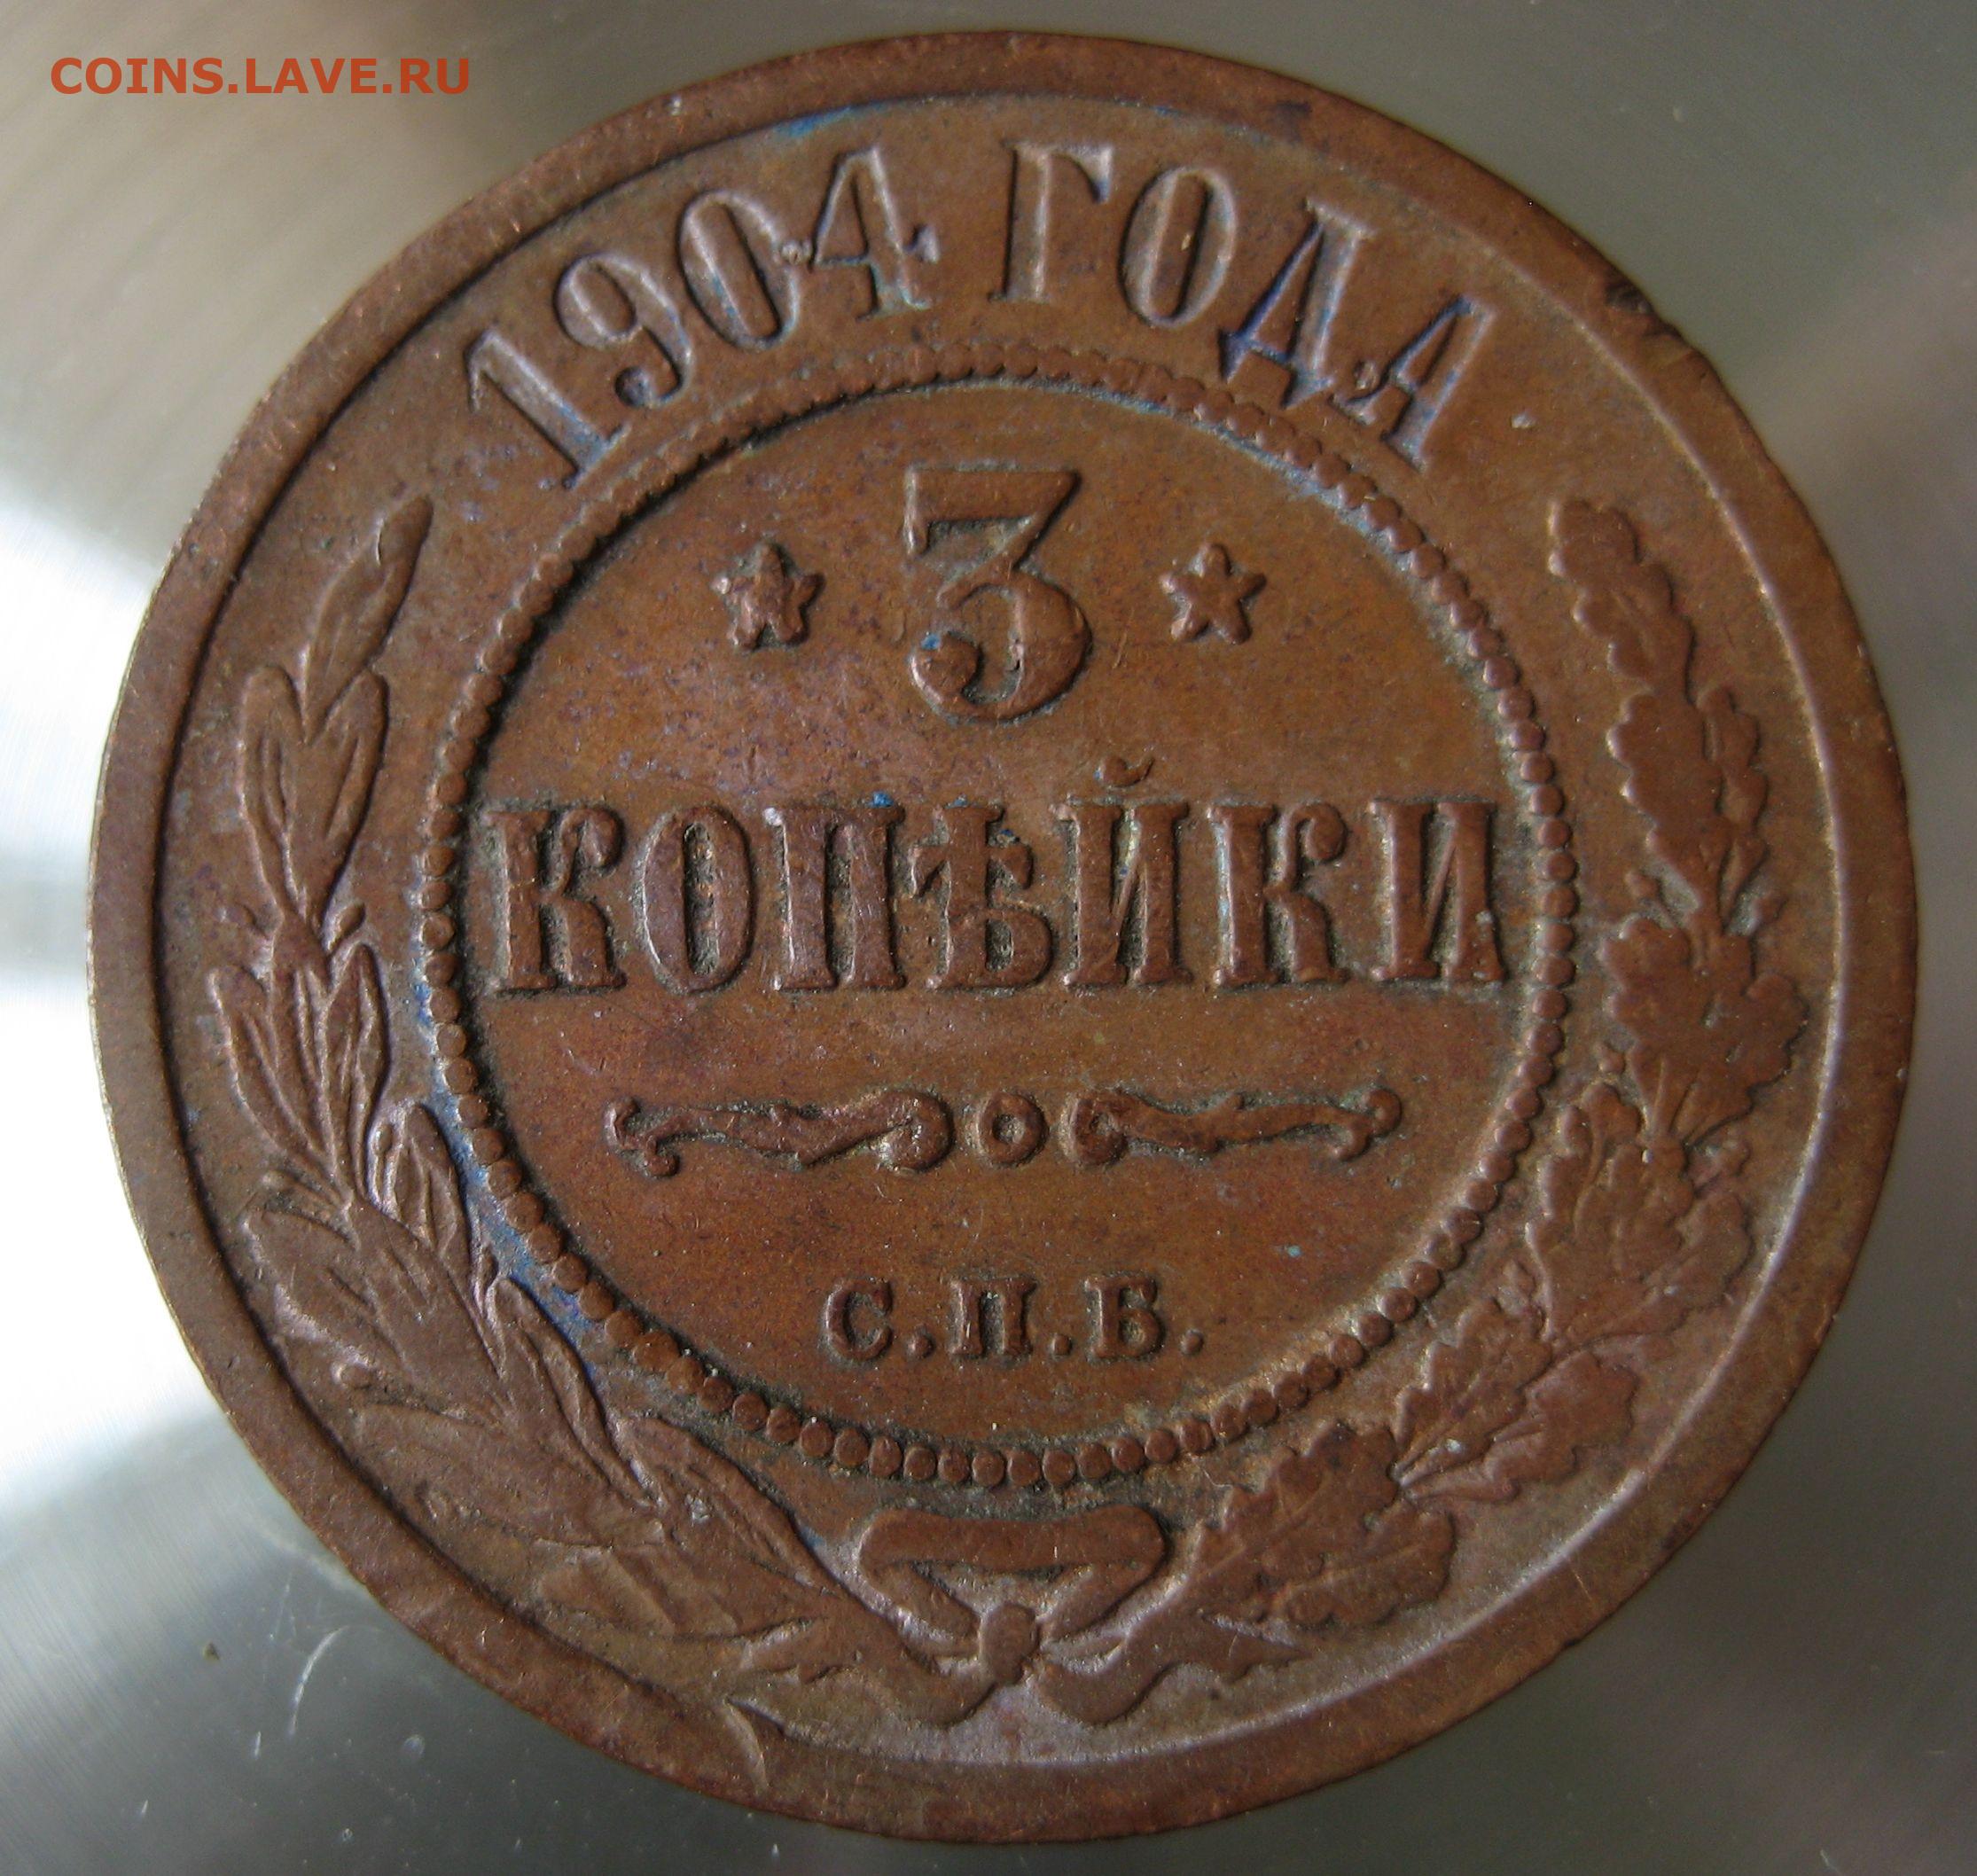 COINS.LAVE.RU
1904 ГОДА
3
КОПѢЙКИ
С.П.Б.